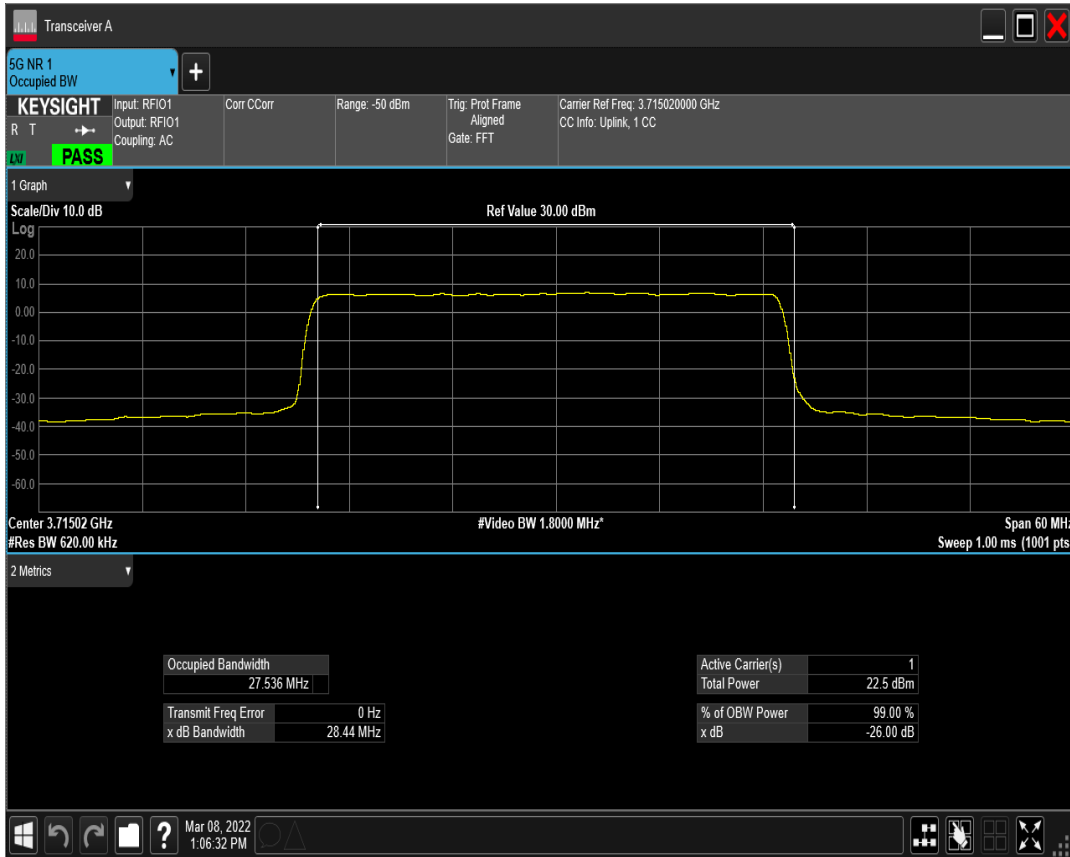 Transceiver A
5G NR 1
Occupied BW
KEYSIGHT
R T
LXI
PASS
Input: RFIO1
Output: RFIO1
Coupling: AC
Corr CCorr
Range: -50 dBm
Trig: Prot Frame
Aligned
Gate: FFT
Carrier Ref Freq: 3.715020000 GHz
CC Info: Uplink, 1 CC
1 Graph
Scale/Div 10.0 dB
Ref Value 30.00 dBm
Log
20.0
10.0
0.00
-10.0
-20.0
-30.0
-40.0
-50.0
-60.0
Center 3.71502 GHz
#Video BW 1.8000 MHz*
Span 60 MHz
#Res BW 620.00 kHz
Sweep 1.00 ms (1001 pts
2 Metrics
Occupied Bandwidth
27.536 MHz
Transmit Freq Error 0 Hz
x dB Bandwidth 28.44 MHz
Active Carrier(s) 1
Total Power 22.5 dBm
% of OBW Power 99.00 %
x dB -26.00 dB
?
Mar 08, 2022
1:06:32 PM